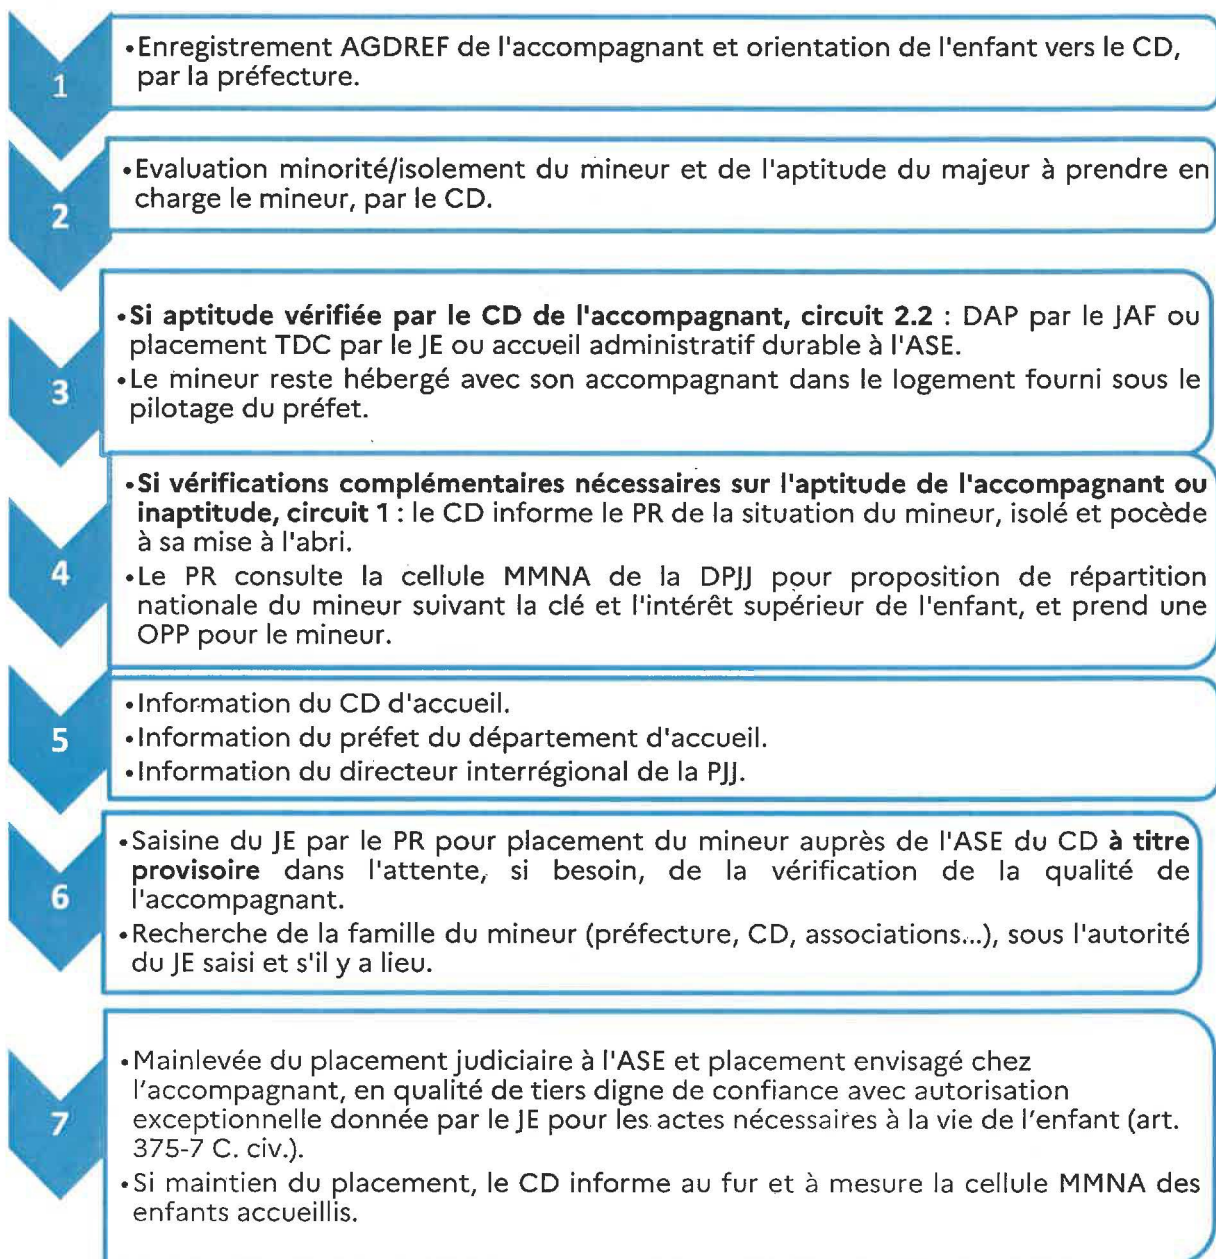 1
•Enregistrement AGDREF de l'accompagnant et orientation de l'enfant vers le CD,
par la préfecture.
2
•Evaluation minorité/isolement du mineur et de l'aptitude du majeur à prendre en
charge le mineur, par le CD.
3
•Si aptitude vérifiée par le CD de l'accompagnant, circuit 2.2 : DAP par le JAF ou
placement TDC par le JE ou accueil administratif durable à l'ASE.
•Le mineur reste hébergé avec son accompagnant dans le logement fourni sous le
pilotage du préfet.
4
•Si vérifications complémentaires nécessaires sur l'aptitude de l'accompagnant ou
inaptitude, circuit 1 : le CD informe le PR de la situation du mineur, isolé et pocède
à sa mise à l'abri.
•Le PR consulte la cellule MMNA de la DPJJ pour proposition de répartition
nationale du mineur suivant la clé et l'intérêt supérieur de l'enfant, et prend une
OPP pour le mineur.
5
•Information du CD d'accueil.
•Information du préfet du département d'accueil.
•Information du directeur interrégional de la PJJ.
6
•Saisine du JE par le PR pour placement du mineur auprès de l'ASE du CD à titre
provisoire dans l'attente, si besoin, de la vérification de la qualité de
l'accompagnant.
•Recherche de la famille du mineur (préfecture, CD, associations...), sous l'autorité
du JE saisi et s'il y a lieu.
7
•Mainlevée du placement judiciaire à l'ASE et placement envisagé chez
l'accompagnant, en qualité de tiers digne de confiance avec autorisation
exceptionnelle donnée par le JE pour les actes nécessaires à la vie de l'enfant (art.
375-7 C. civ.).
•Si maintien du placement, le CD informe au fur et à mesure la cellule MMNA des
enfants accueillis.